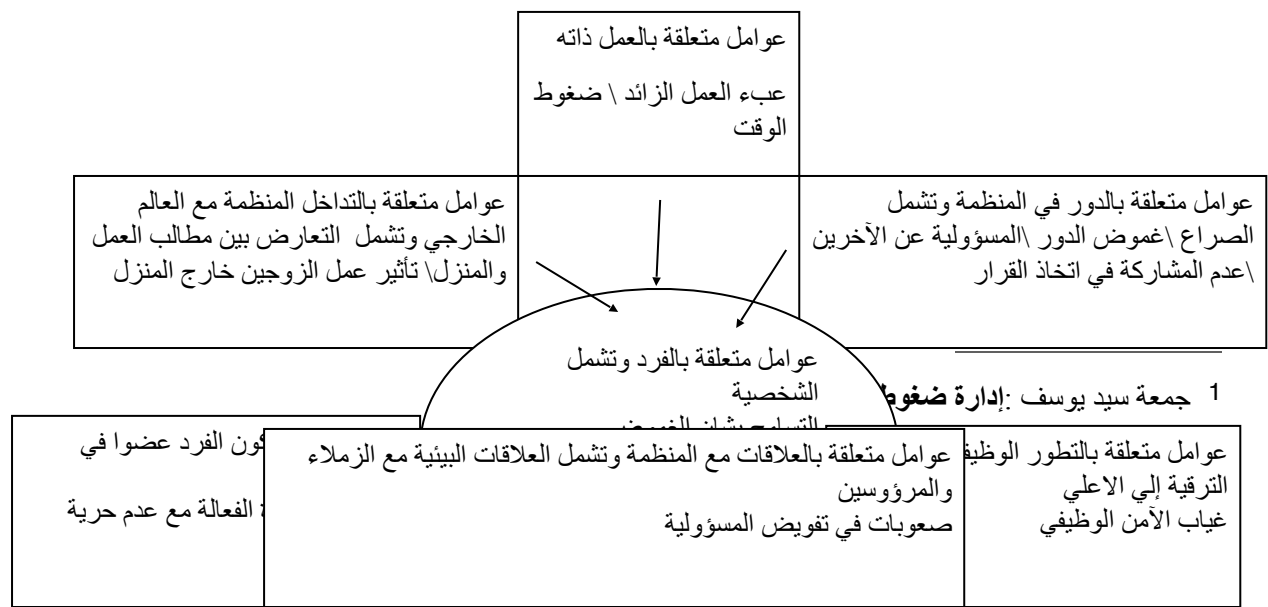 عوامل متعلقة بالعمل ذاته
عبء العمل الزائد \ ضغوط
الوقت
عوامل متعلقة بالدور في المنظمة وتشمل
الصراع \غموض الدور \المسؤولية عن الآخرين
\عدم المشاركة في اتخاذ القرار
عوامل متعلقة بالتداخل المنظمة مع العالم
الخارجي وتشمل التعارض بين مطالب العمل
والمنزل\ تأثير عمل الزوجين خارج المنزل
عوامل متعلقة بالفرد وتشمل
الشخصية
1 جمعة سيد يوسف :إدارة ضغوط
عوامل متعلقة بالتطور
الترقية إلي الاعلي
غياب الآمن الوظيفي
عوامل متعلقة بالعلاقات مع المنظمة وتشمل العلاقات البيئية مع الزملاء
والمرؤوسين
صعوبات في تفويض المسؤولية
كون الفرد عضوا في
الفعالة مع عدم حرية